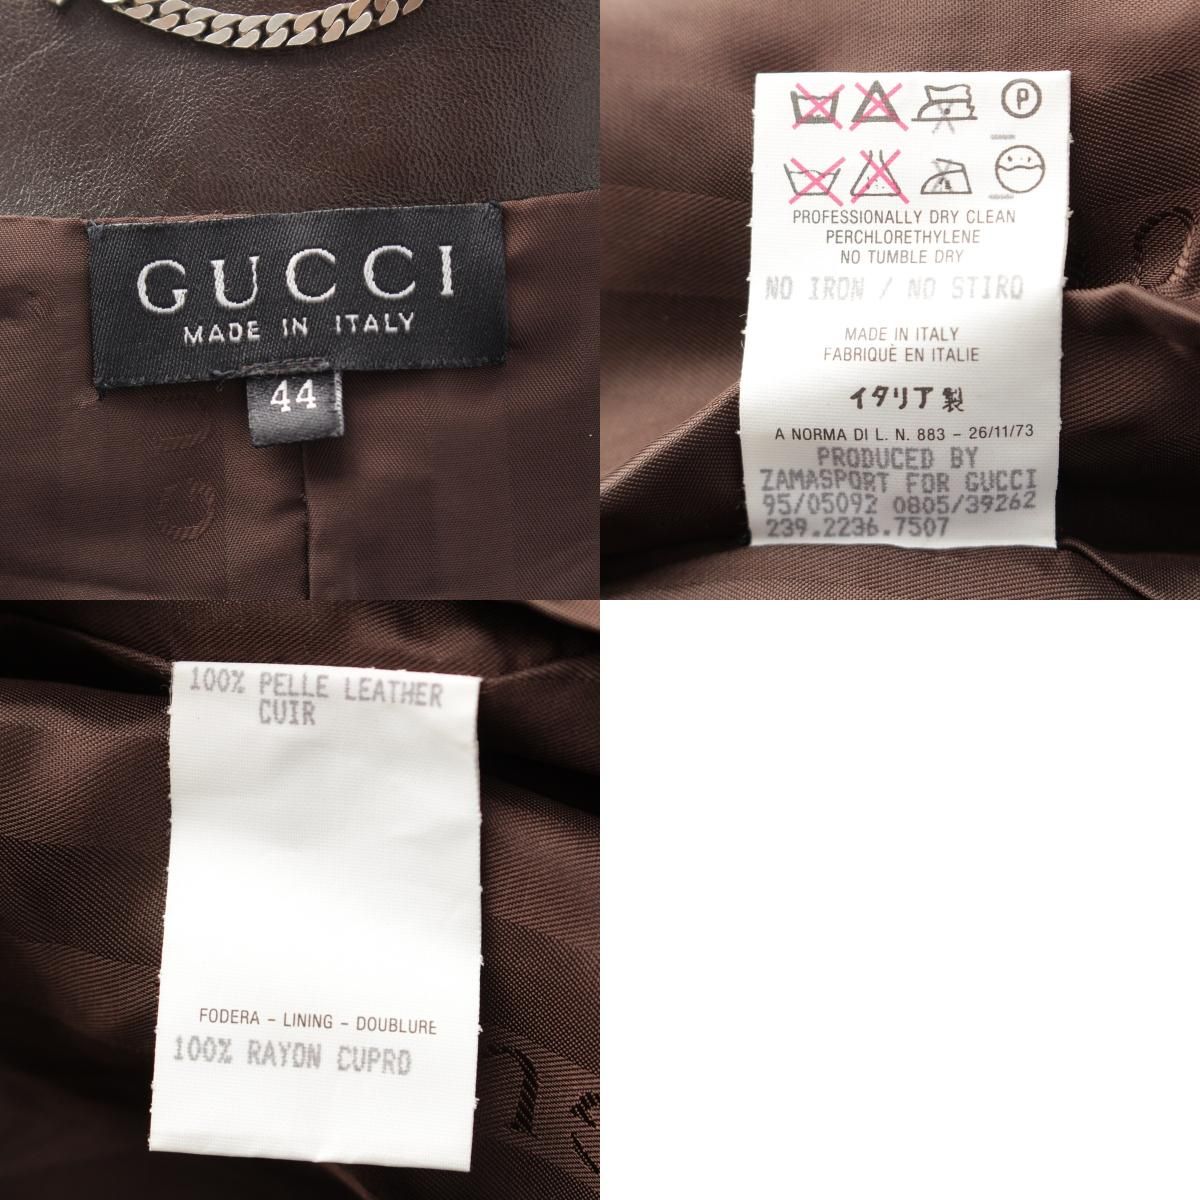 GUCCI
MADE IN ITALY
44
P
PROFESSIONALLY DRY CLEAN
PERCHLORETHYLENE
NO TUMBLE DRY
NO IRON / NO STIRO
MADE IN ITALY
FABRIQUÈ EN ITALIE
イタリア製
A NORMA DI L. N. 883 – 26/11/73
PRODUCED BY
ZAMASPORT FOR GUCCI
95/05092 0805/39262
239.2236.7507
100% PELLE LEATHER
CUIR
FODERA – LINING – DOUBLURE
100% RAYON CUPRO